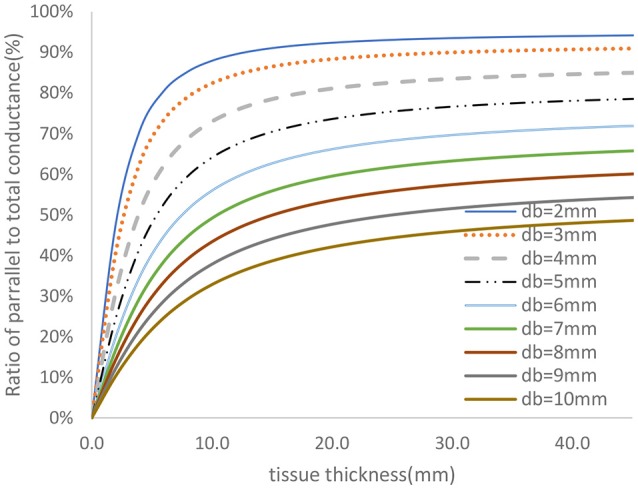 100%
90%
80%
70%
60%
50%
40%
30%
20%
10%
0%
Ratio of parrallel to total conductance(%)
db=2mm
db=3mm
db=4mm
db=5mm
db=6mm
db=7mm
db=8mm
db=9mm
db=10mm
0.0 10.0 20.0 30.0 40.0
tissue thickness(mm)